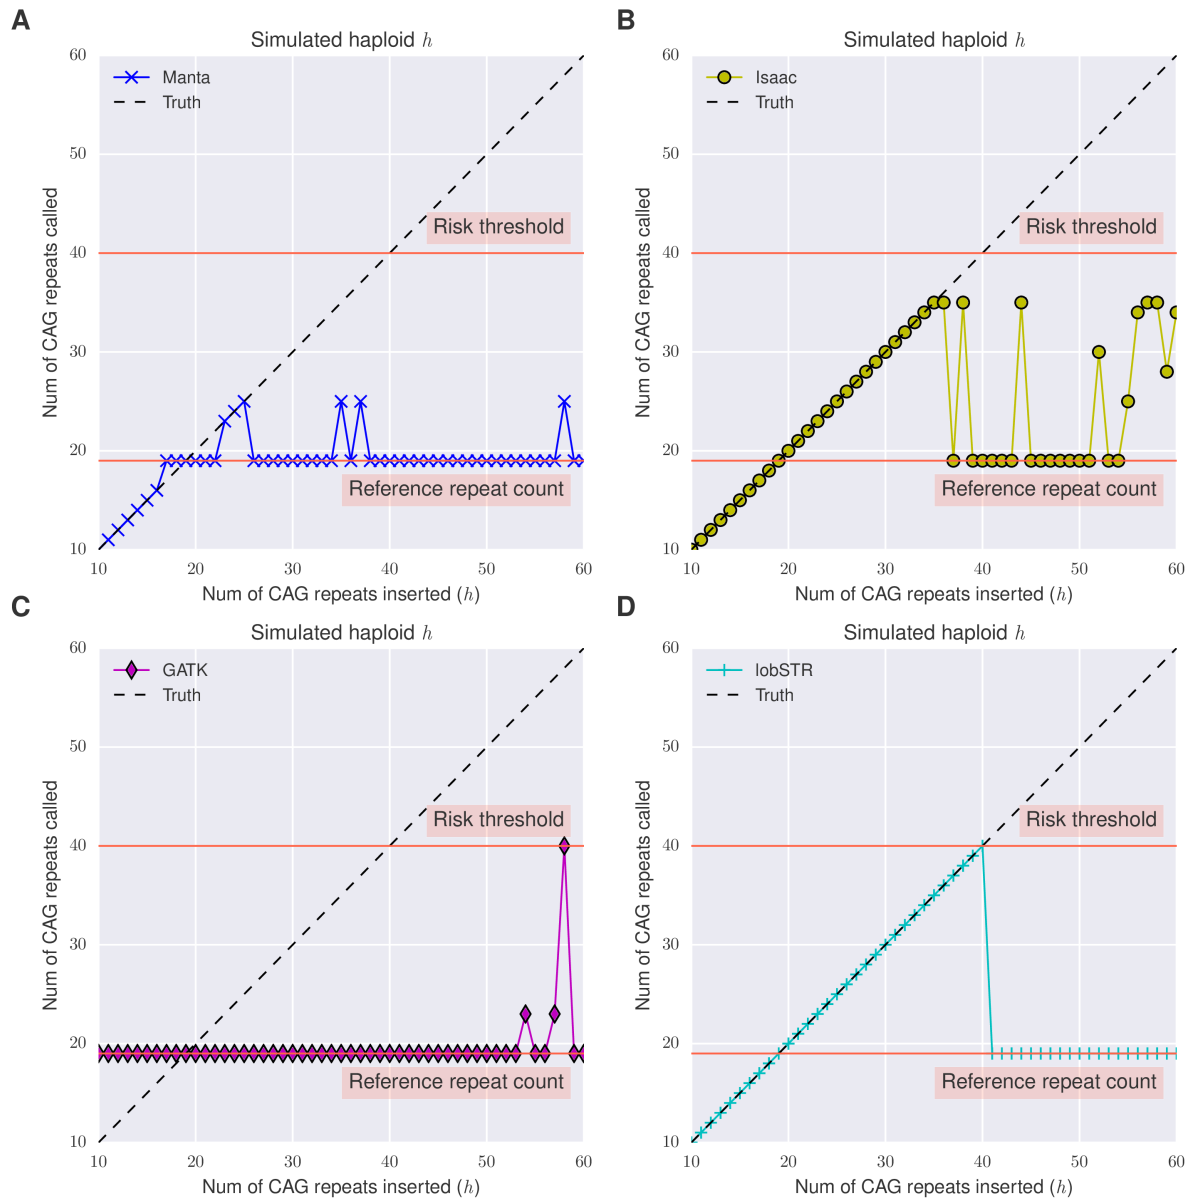 A
Simulated haploid h
Manta
Truth
60
50
40
30
20
10
Num of CAG repeats called
Risk threshold
Reference repeat count
10 20 30 40 50 60
Num of CAG repeats inserted (h)
B
Simulated haploid h
Isaac
Truth
60
50
40
30
20
10
Num of CAG repeats called
Risk threshold
Reference repeat count
10 20 30 40 50 60
Num of CAG repeats inserted (h)
C
Simulated haploid h
GATK
Truth
60
50
40
30
20
10
Num of CAG repeats called
Risk threshold
Reference repeat count
10 20 30 40 50 60
Num of CAG repeats inserted (h)
D
Simulated haploid h
lobSTR
Truth
60
50
40
30
20
10
Num of CAG repeats called
Risk threshold
Reference repeat count
10 20 30 40 50 60
Num of CAG repeats inserted (h)